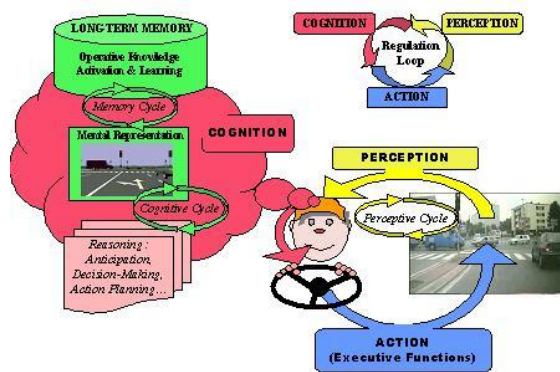 LONG TERM MEMORY
Operative Knowledge
Activation & Learning
Memory Cycle
Mental Representation
COGNITION
Cognitive Cycle
Reasoning :
Anticipation,
Decision-Making,
Action Planning…
COGNITION
PERCEPTION
Regulation
Loop
ACTION
PERCEPTION
Perceptive Cycle
ACTION
(Executive Functions)